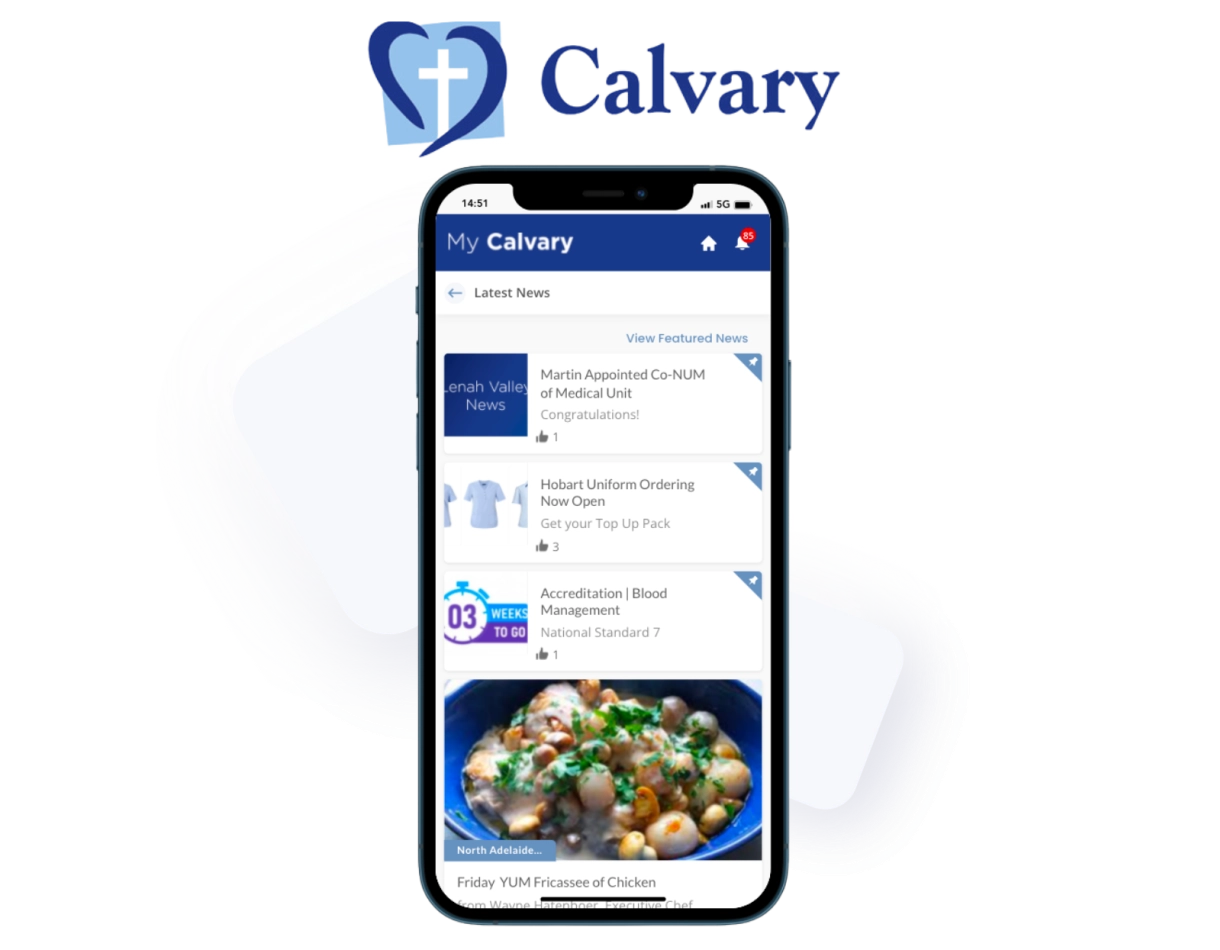 Calvary
14:51
5G
My Calvary
85
Latest News
View Featured News
Lenah Valley
News
Martin Appointed Co-NUM
of Medical Unit
Congratulations!
1
Hobart Uniform Ordering
Now Open
Get your Top Up Pack
3
03
WEEKS
TO GO
Accreditation | Blood
Management
National Standard 7
1
North Adelaide...
Friday YUM Fricassee of Chicken
from Wayne Hatenboer, Executive Chef